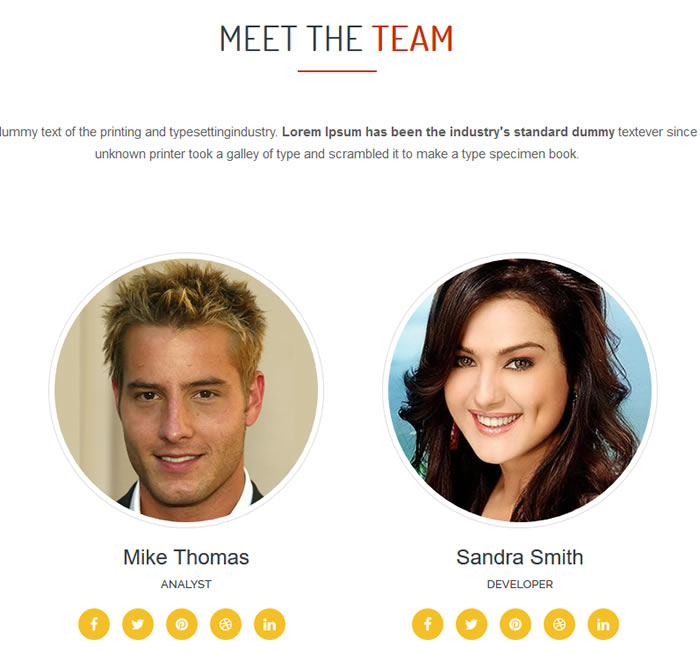 MEET THE TEAM
dummy text of the printing and typesettingindustry. Lorem Ipsum has been the industry's standard dummy textever since
unknown printer took a galley of type and scrambled it to make a type specimen book.
Mike Thomas
Sandra Smith
ANALYST
DEVELOPER